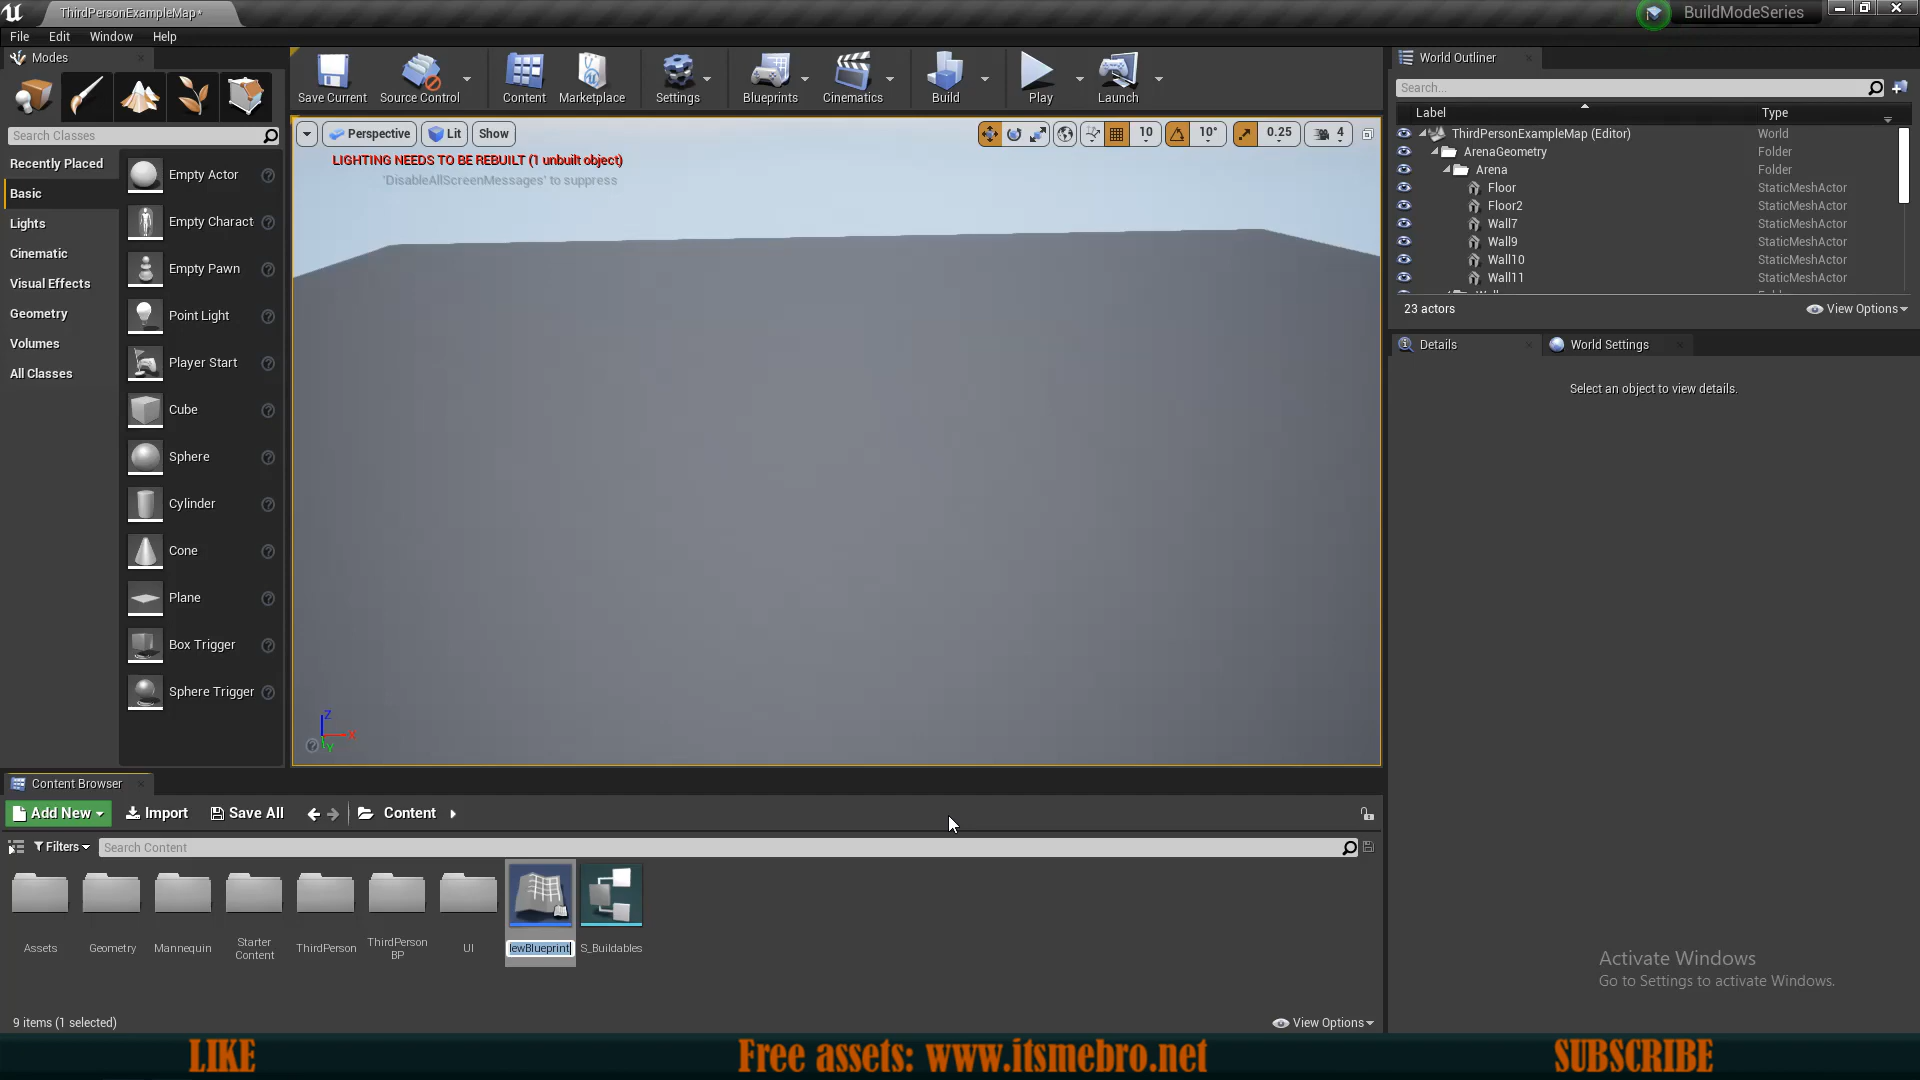 ThirdPersonExampleMap*
BuildModeSeries
File Edit Window Help
Modes
Save Current
Source Control
Content
Marketplace
Settings
Blueprints
Cinematics
Build
Play
Launch
Search Classes
Recently Placed
Basic
Lights
Cinematic
Visual Effects
Geometry
Volumes
All Classes
Empty Actor
Empty Charact
Empty Pawn
Point Light
Player Start
Cube
Sphere
Cylinder
Cone
Plane
Box Trigger
Sphere Trigger
Perspective Lit Show
10 10° 0.25 4
LIGHTING NEEDS TO BE REBUILT (1 unbuilt object)
'DisableAllScreenMessages' to suppress
Z
X
Y
World Outliner
Search...
Label Type
ThirdPersonExampleMap (Editor) World
ArenaGeometry Folder
Arena Folder
Floor StaticMeshActor
Floor2 StaticMeshActor
Wall7 StaticMeshActor
Wall9 StaticMeshActor
Wall10 StaticMeshActor
Wall11 StaticMeshActor
23 actors View Options
Details World Settings
Select an object to view details.
Content Browser
Add New Import Save All Content
Filters Search Content
Assets
Geometry
Mannequin
Starter
Content
ThirdPerson
ThirdPerson
BP
UI
lewBlueprint
S_Buildables
9 items (1 selected) View Options
Activate Windows
Go to Settings to activate Windows.
LIKE
Free assets: www.itsmebro.net
SUBSCRIBE